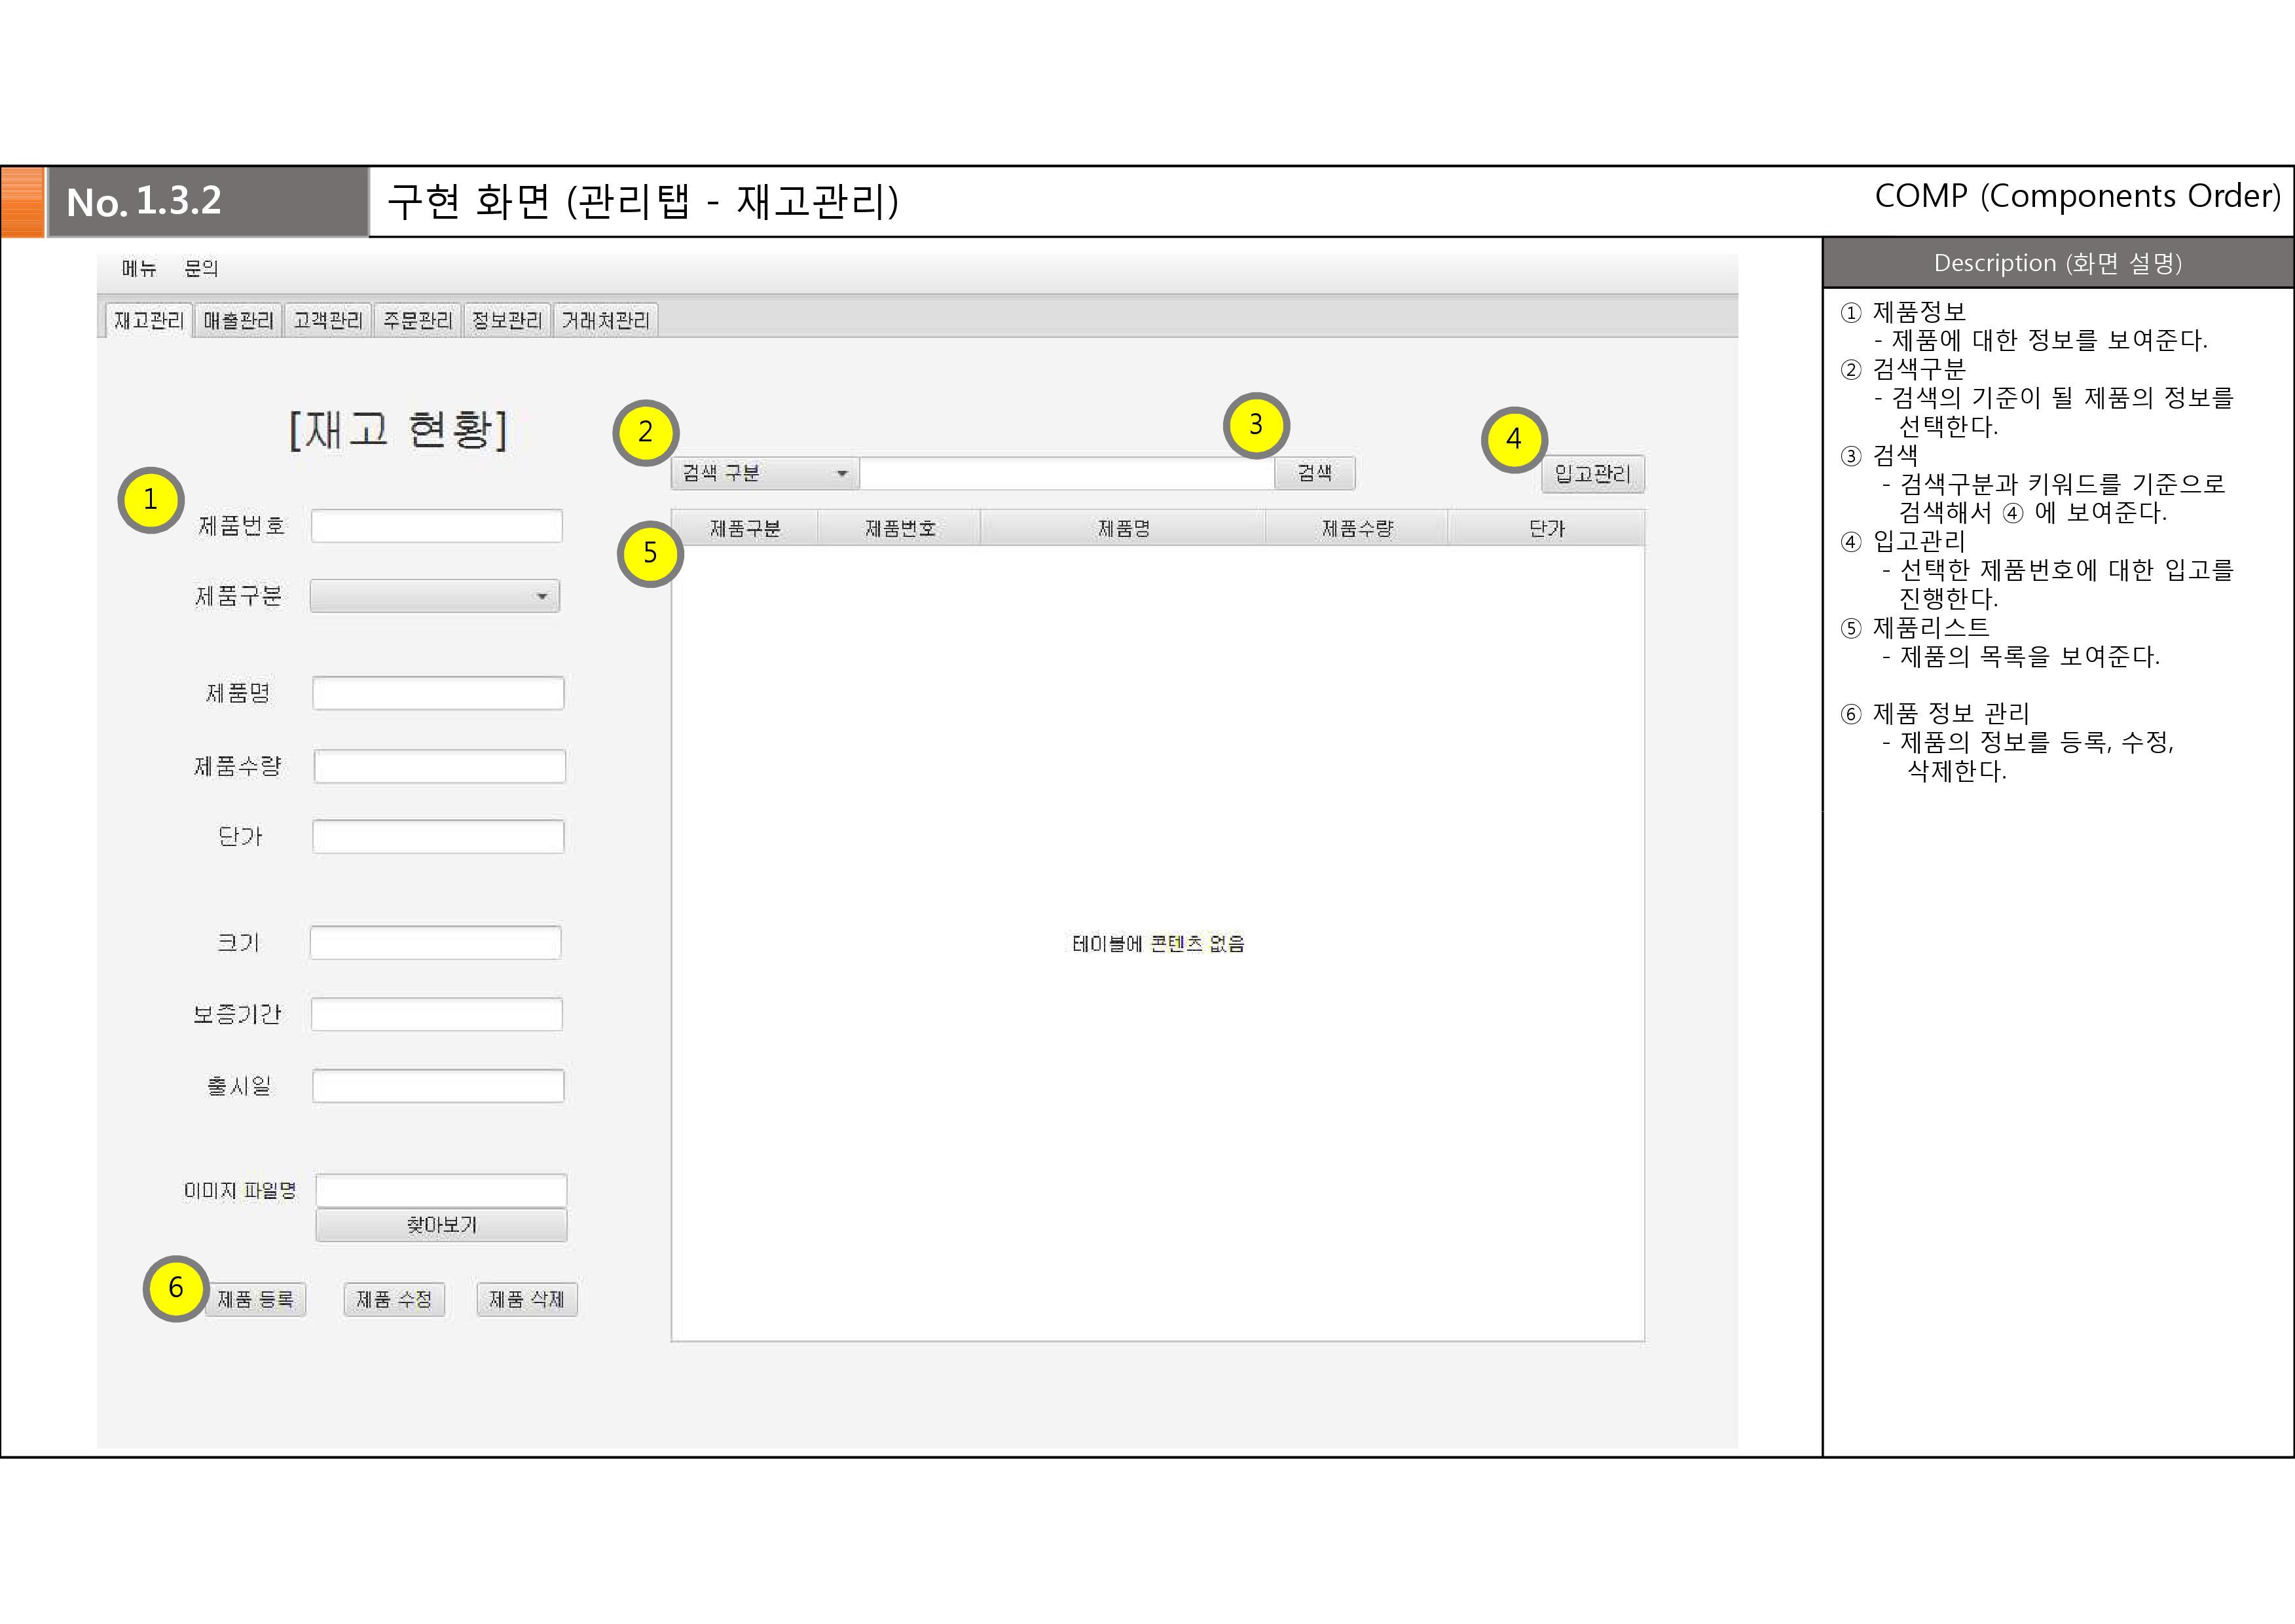 No. 1.3.2
구현 화면 (관리탭 - 재고관리)
COMP (Components Order)
메뉴 문의
재고관리 매출관리 고객관리 주문관리 정보관리 거래처관리
[재고 현황]
2
3
4
검색 구분
검색
입고관리
1
제품번호
제품구분
제품명
제품수량
단가
크기
보증기간
출시일
이미지 파일명
찾아보기
6
제품 등록 제품 수정 제품 삭제
5
제품구분 제품번호 제품명 제품수량 단가
테이블에 콘텐츠 없음
Description (화면 설명)
① 제품정보
- 제품에 대한 정보를 보여준다.
② 검색구분
- 검색의 기준이 될 제품의 정보를
선택한다.
③ 검색
- 검색구분과 키워드를 기준으로
검색해서 ④ 에 보여준다.
④ 입고관리
- 선택한 제품번호에 대한 입고를
진행한다.
⑤ 제품리스트
- 제품의 목록을 보여준다.
⑥ 제품 정보 관리
- 제품의 정보를 등록, 수정,
삭제한다.